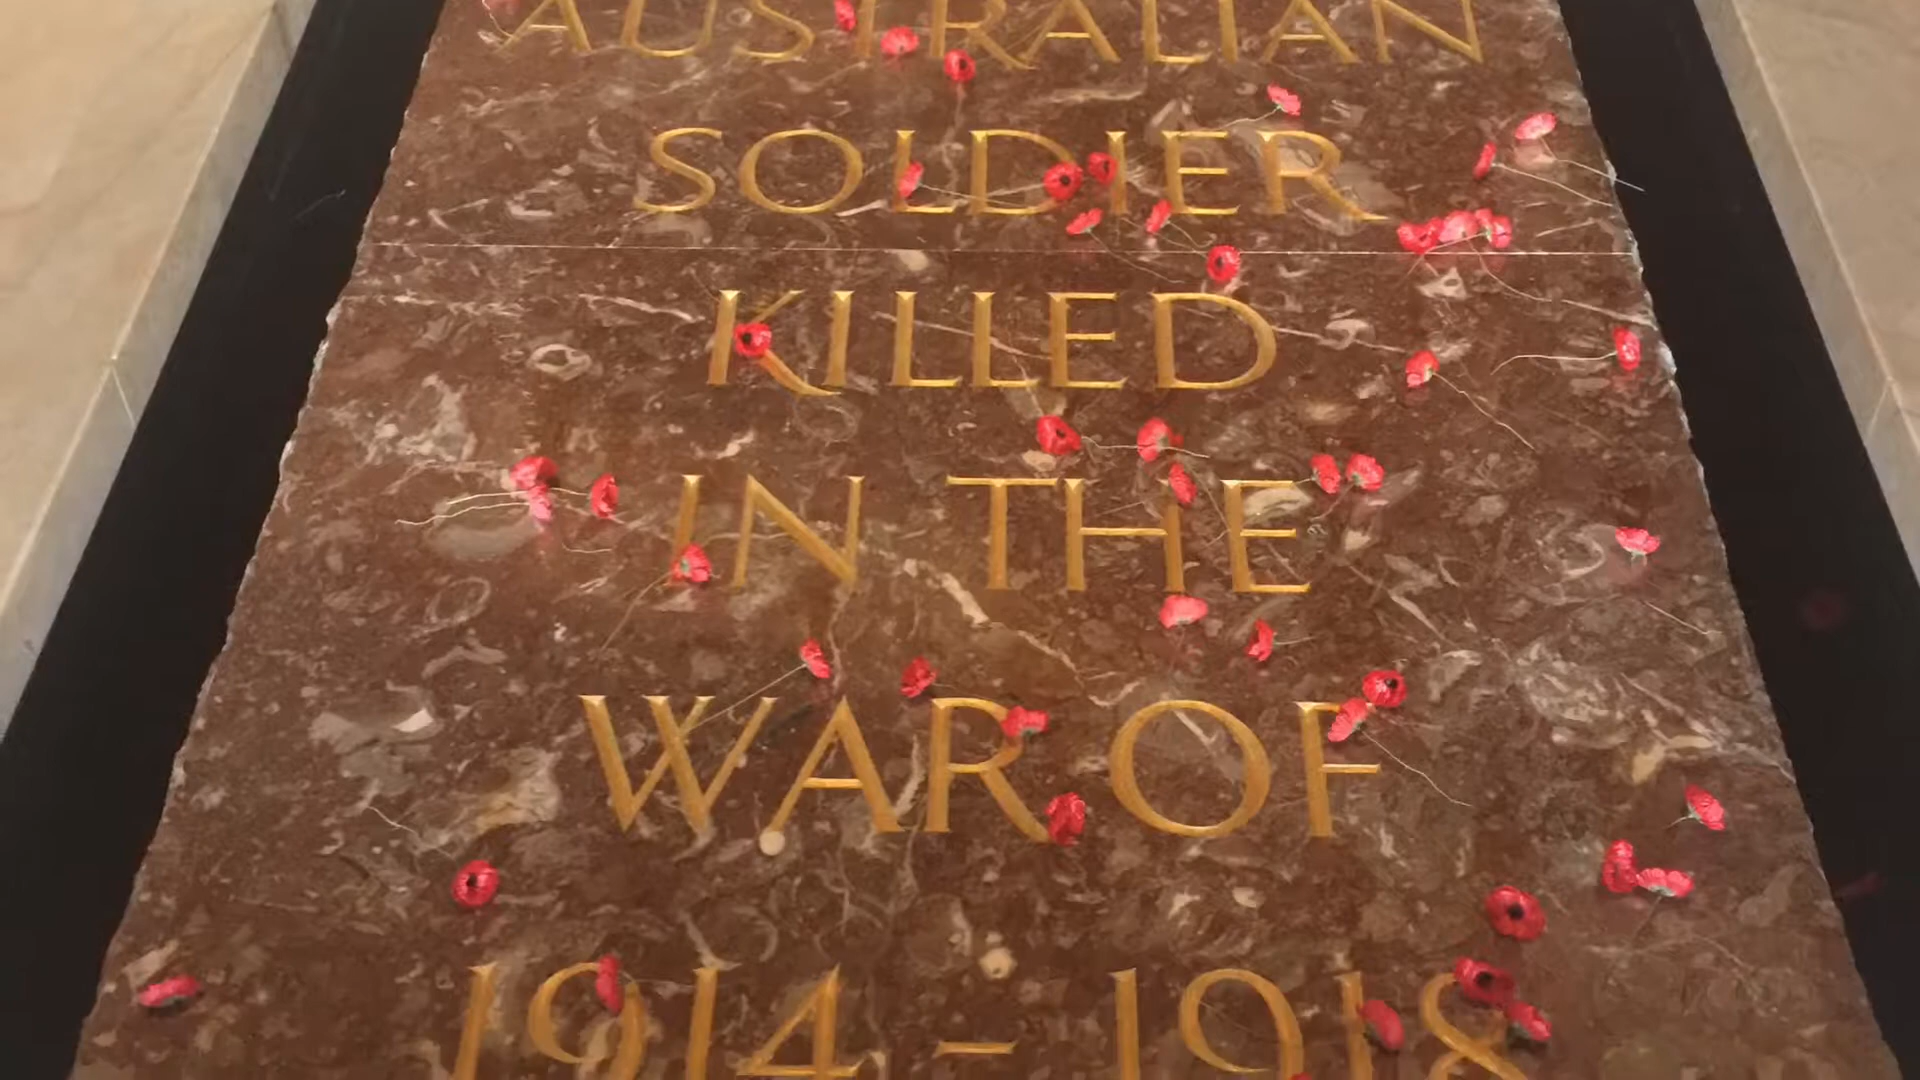 AUSTRALIAN
SOLDIER
KILLED
IN THE
WAR OF
1914 - 1918